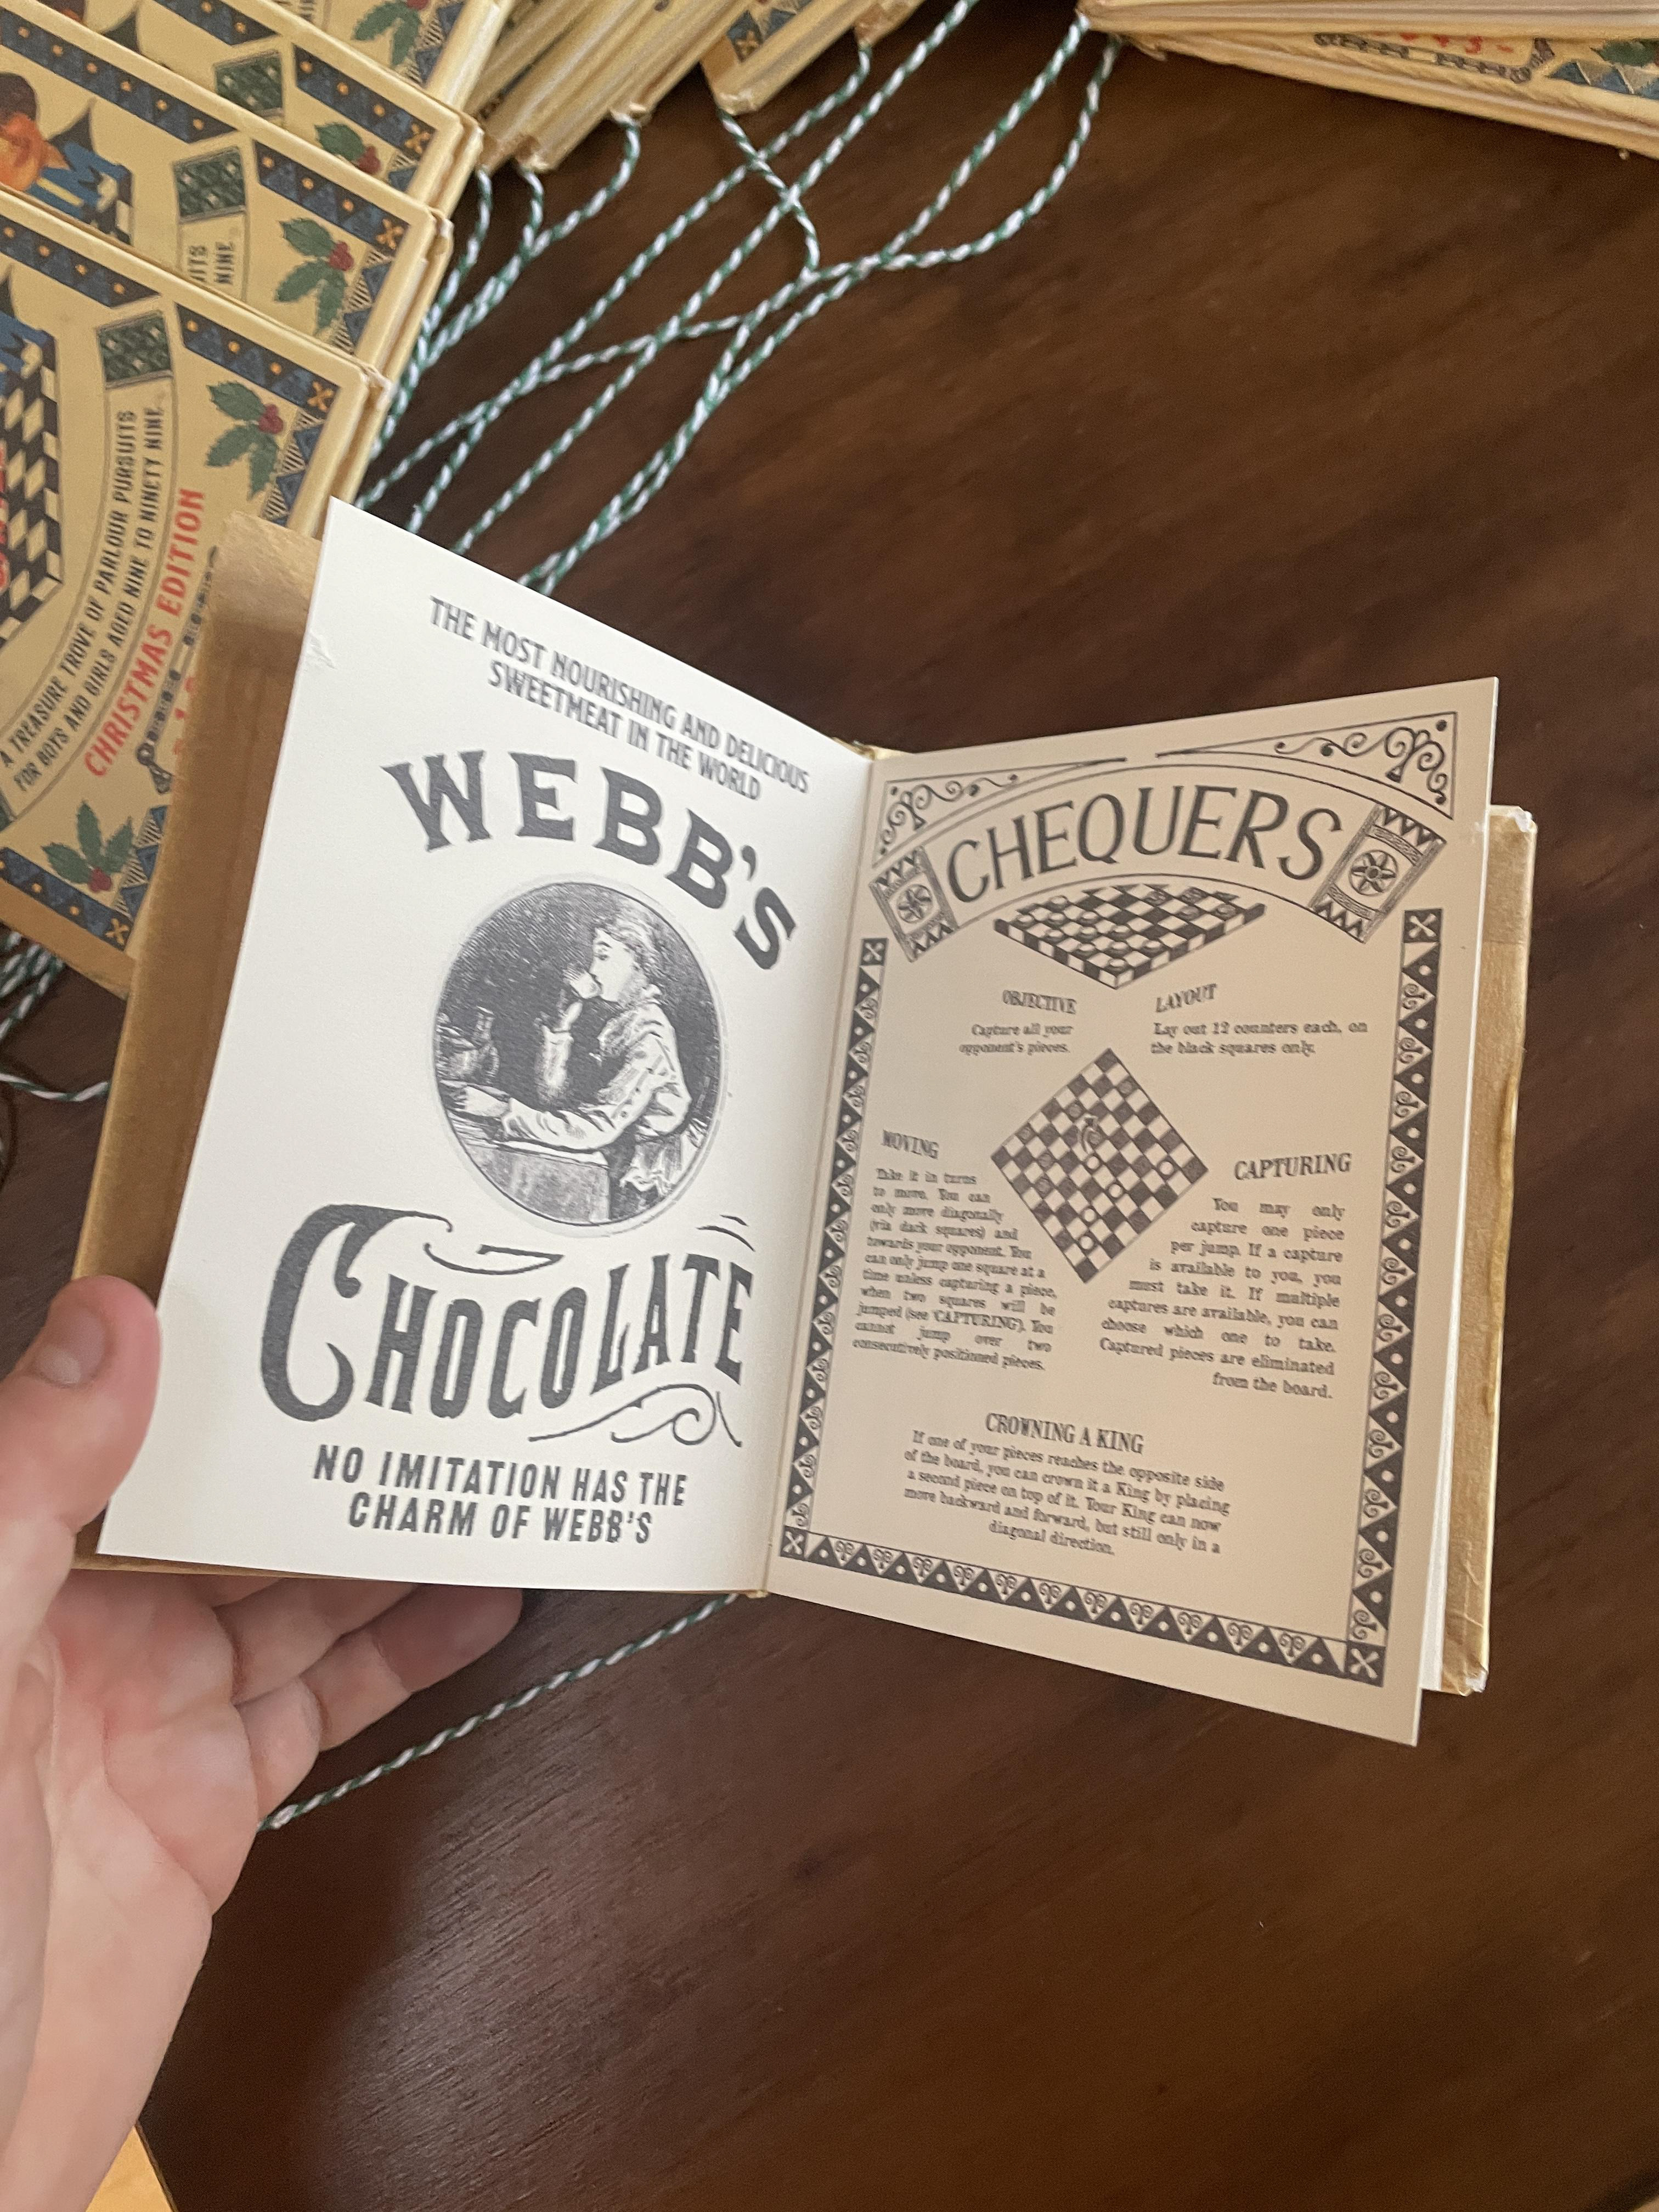 ITS
NINE
A TREASURE TROVE OF PARLOUR PURSUITS
FOR BOYS AND GIRLS AGED NINE TO NINETY NINE
CHRISTMAS EDITION
THE MOST NOURISHING AND DELICIOUS
SWEETMEAT IN THE WORLD
WEBB'S
CHOCOLATE
NO IMITATION HAS THE
CHARM OF WEBB'S
CHEQUERS
OBJECTIVE
Capture all your
opponent's pieces.
LAYOUT
Lay out 12 counters each, on
the black squares only.
MOVING
Take it in turns
to move. You can
only move diagonally
(via dark squares) and
towards your opponent. You
can only jump one square at a
time unless capturing a piece,
when two squares will be
jumped (see 'CAPTURING'). You
cannot jump over two
consecutively positioned pieces.
CAPTURING
You may only
capture one piece
per jump. If a capture
is available to you, you
must take it. If multiple
captures are available, you can
choose which one to take.
Captured pieces are eliminated
from the board.
CROWNING A KING
If one of your pieces reaches the opposite side
of the board, you can crown it a King by placing
a second piece on top of it. Your King can now
move backward and forward, but still only in a
diagonal direction.